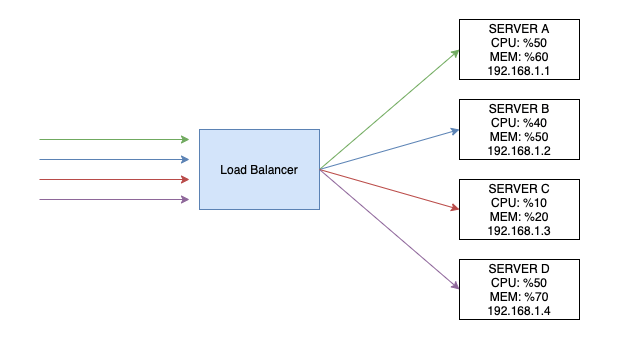 Load Balancer
SERVER A
CPU: %50
MEM: %60
192.168.1.1
SERVER B
CPU: %40
MEM: %50
192.168.1.2
SERVER C
CPU: %10
MEM: %20
192.168.1.3
SERVER D
CPU: %50
MEM: %70
192.168.1.4